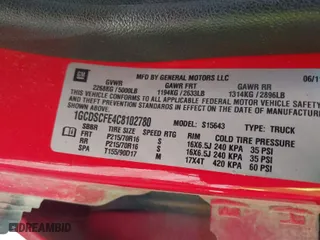 GM
MFD BY GENERAL MOTORS LLC
06/11
GVWR
GAWR FRT
GAWR RR
2268KG / 5000LB
1194KG / 2633LB
1314KG / 2896LB
THIS VEHICLE CONFORMS TO ALL APPLICABLE U.S. FEDERAL MOTOR
VEHICLE SAFETY AND THEFT PREVENTION STANDARDS IN EFFECT ON
THE DATE OF MANUFACTURE SHOWN ABOVE.
1GCDSCFE4C8102780
MODEL: S15643
TYPE: TRUCK
TIRE SIZE
SPEED RTG
RIM
COLD TIRE PRESSURE
FRT P215/70R16 S 16X6.5J 240 KPA 35 PSI
RR P215/70R16 S 16X6.5J 240 KPA 35 PSI
SPA T155/90D17 M 17X4T 420 KPA 60 PSI
DREAMBID